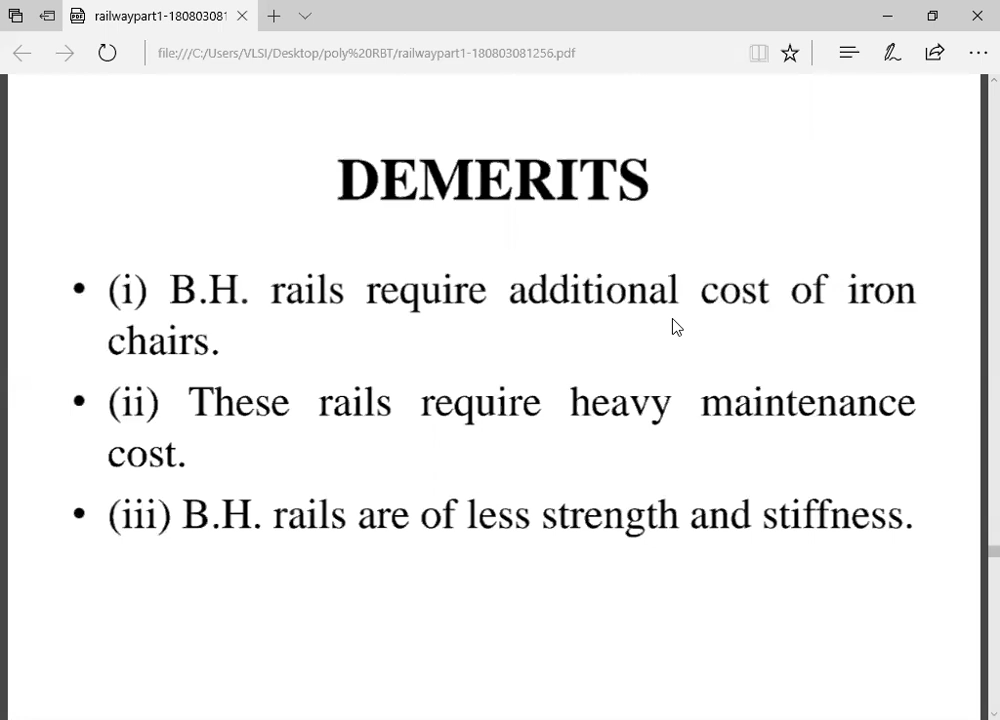 railwaypart1-180803081
file:///C:/Users/VLSI/Desktop/poly%20RBT/railwaypart1-180803081256.pdf
DEMERITS
• (i) B.H. rails require additional cost of iron
chairs.
• (ii) These rails require heavy maintenance
cost.
• (iii) B.H. rails are of less strength and stiffness.